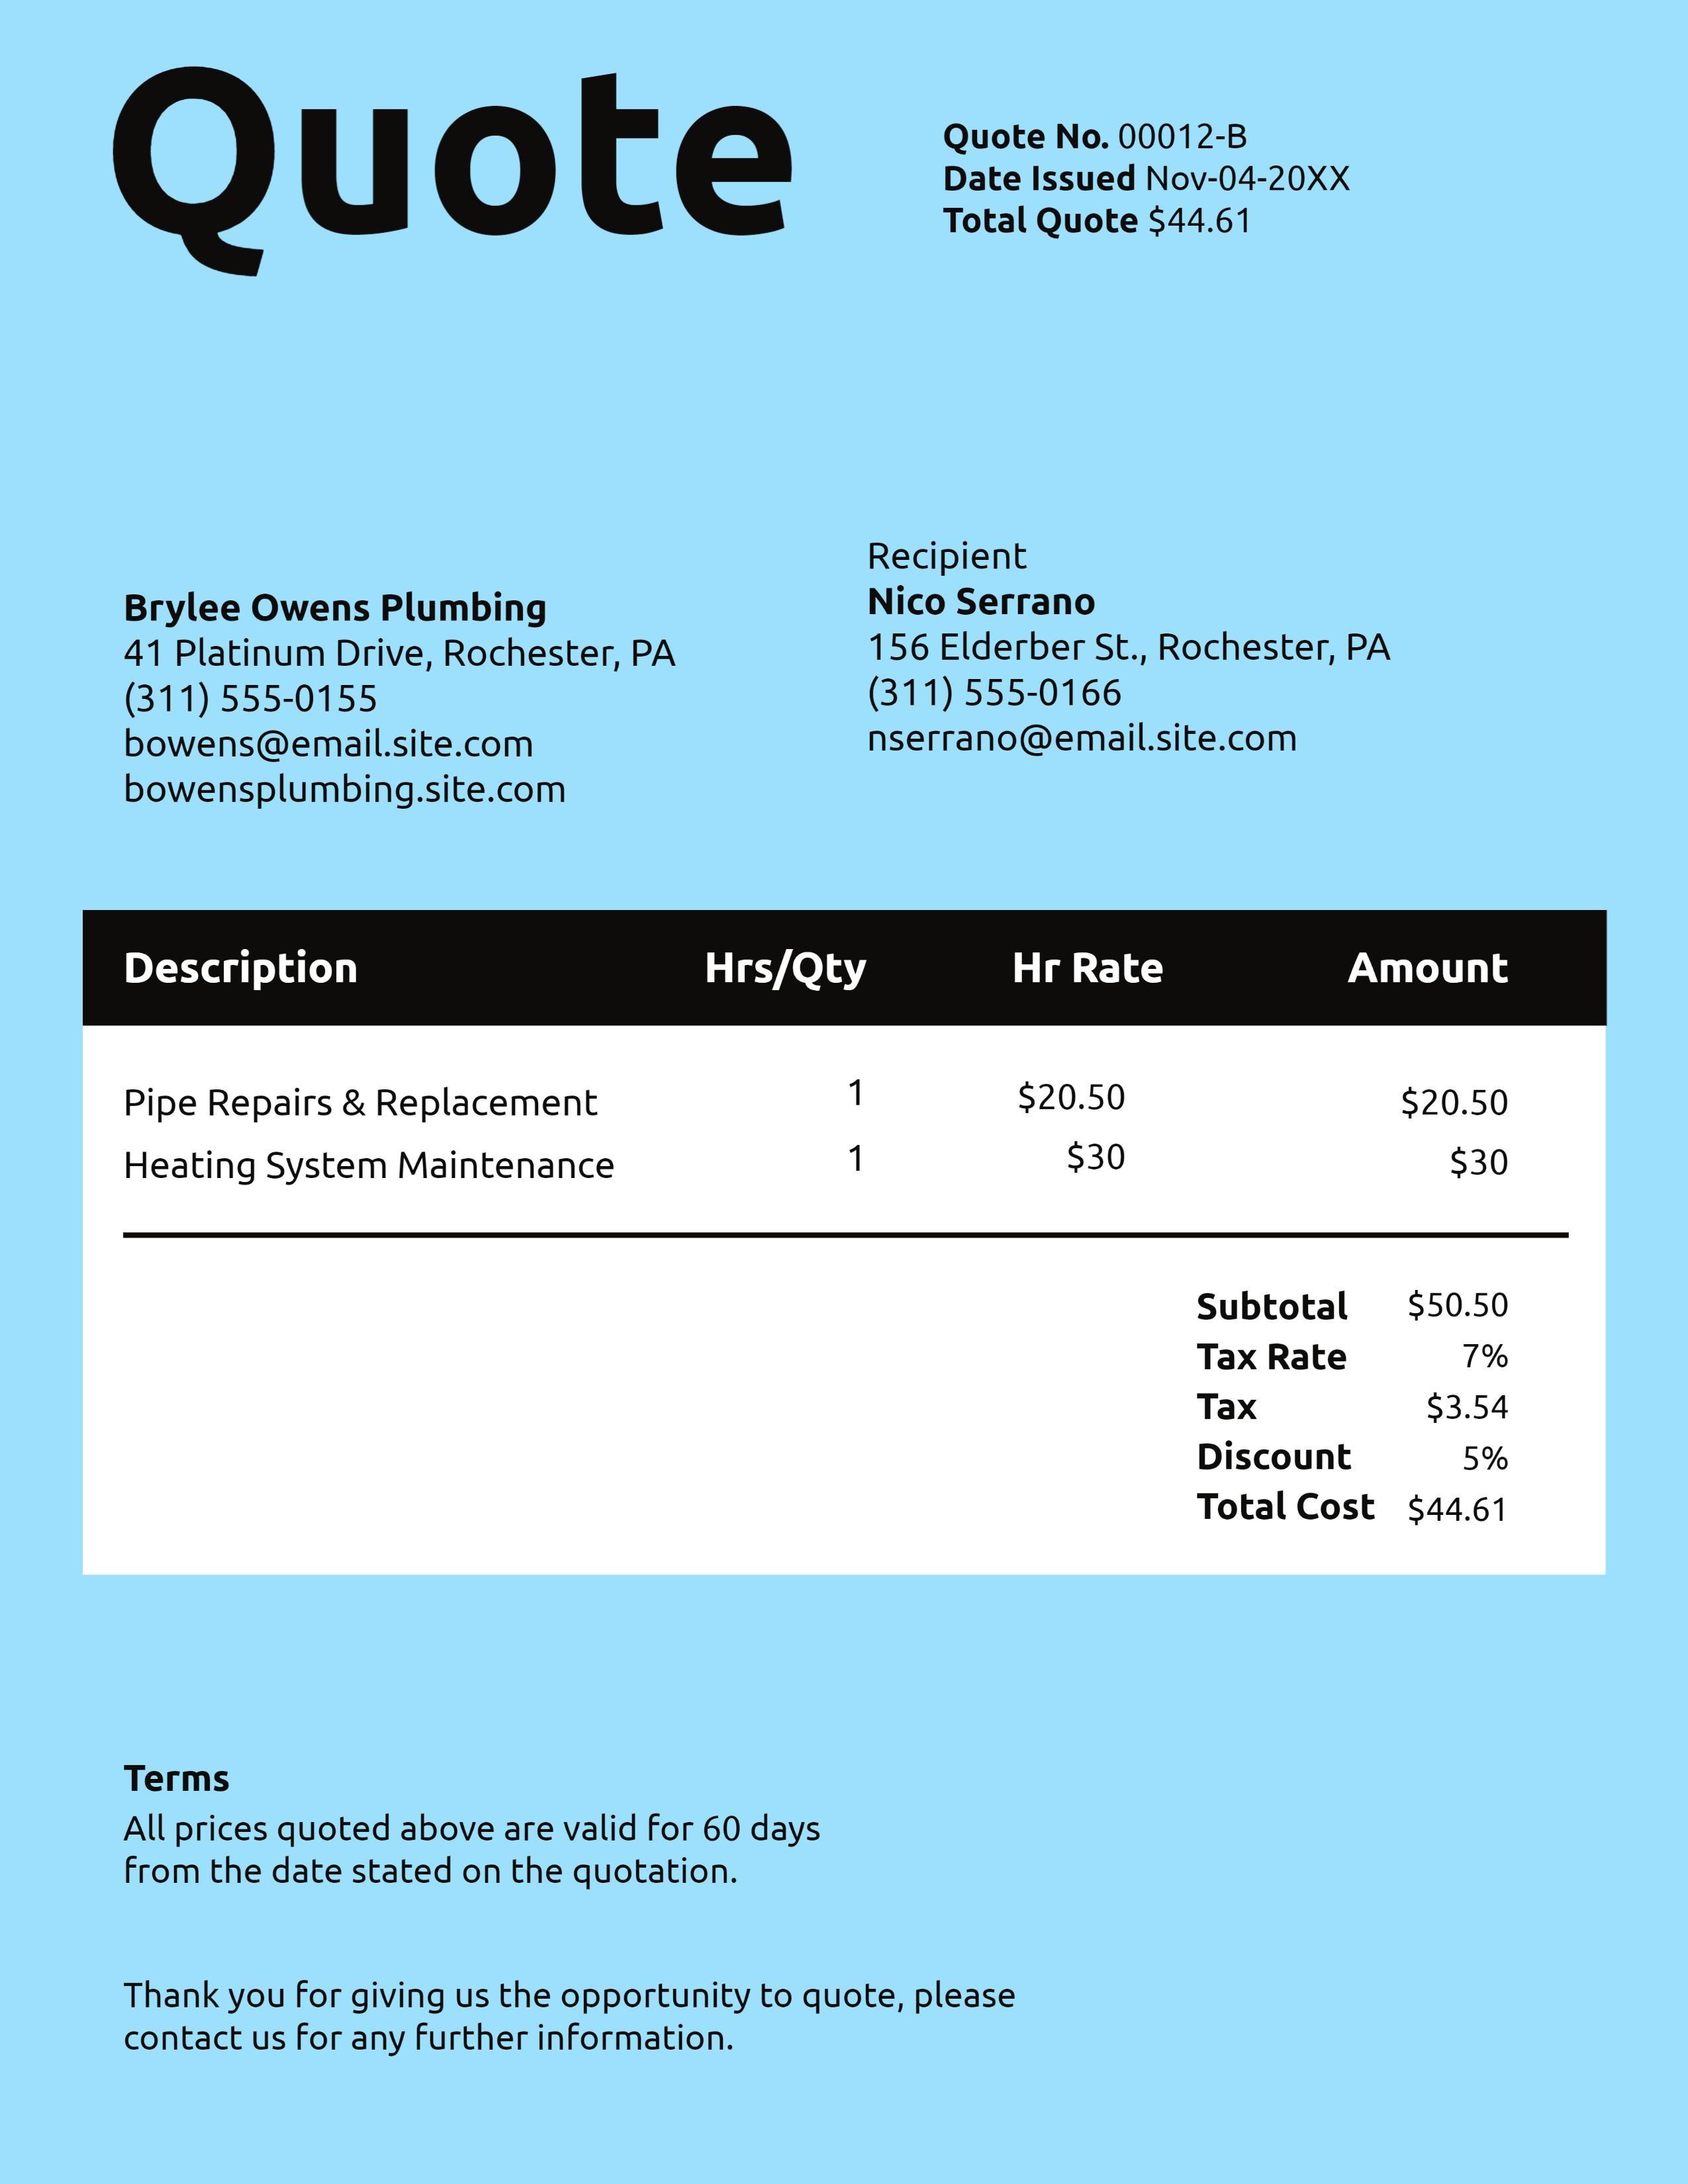 Quote
Quote No. 00012-B
Date Issued Nov-04-20XX
Total Quote $44.61
Brylee Owens Plumbing
41 Platinum Drive, Rochester, PA
(311) 555-0155
bowens@email.site.com
bowensplumbing.site.com
Recipient
Nico Serrano
156 Elderber St., Rochester, PA
(311) 555-0166
nserrano@email.site.com
Description Hrs/Qty Hr Rate Amount
Pipe Repairs & Replacement 1 $20.50 $20.50
Heating System Maintenance 1 $30 $30
Subtotal $50.50
Tax Rate 7%
Tax $3.54
Discount 5%
Total Cost $44.61
Terms
All prices quoted above are valid for 60 days
from the date stated on the quotation.
Thank you for giving us the opportunity to quote, please
contact us for any further information.